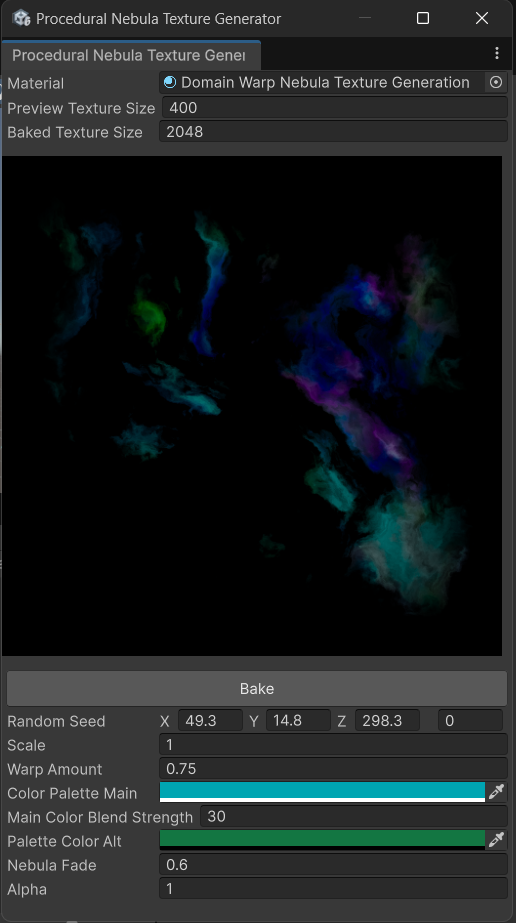 Procedural Nebula Texture Generator
Procedural Nebula Texture Gener
Material Domain Warp Nebula Texture Generation
Preview Texture Size 400
Baked Texture Size 2048
Bake
Random Seed X 49.3 Y 14.8 Z 298.3 0
Scale 1
Warp Amount 0.75
Color Palette Main
Main Color Blend Strength 30
Palette Color Alt
Nebula Fade 0.6
Alpha 1